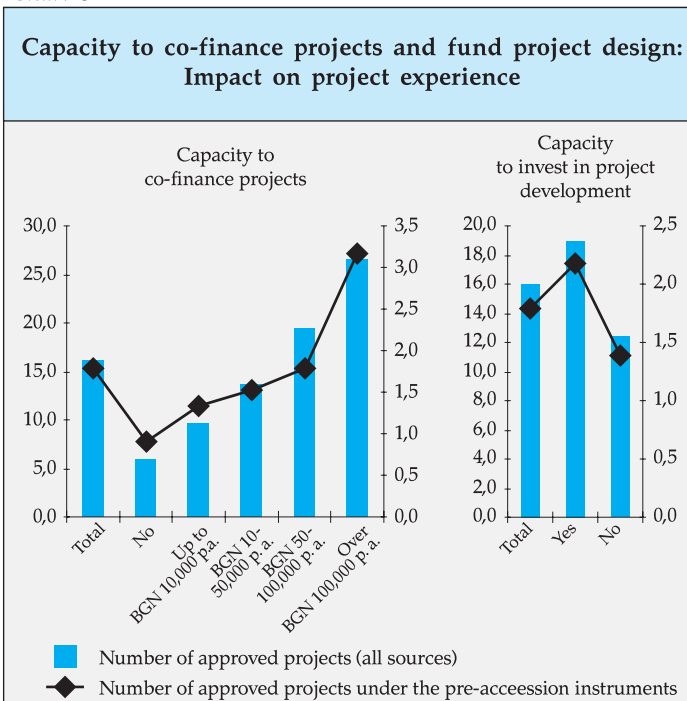 Capacity to co-finance projects and fund project design:
Impact on project experience
Capacity to
co-finance projects
30,0
25,0
20,0
15,0
10,0
5,0
0,0
3,5
3,0
2,5
2,0
1,5
1,0
0,5
0,0
Total
No
Up to
BGN 10,000 p.a.
BGN 10-
50,000 p. a.
BGN 50-
100,000 p. a.
Over
BGN 100,000 p. a.
Capacity
to invest in project
development
20,0
18,0
16,0
14,0
12,0
10,0
8,0
6,0
4,0
2,0
0,0
2,5
2,0
1,5
1,0
0,5
0,0
Total
Yes
No
Number of approved projects (all sources)
Number of approved projects under the pre-acceession instruments